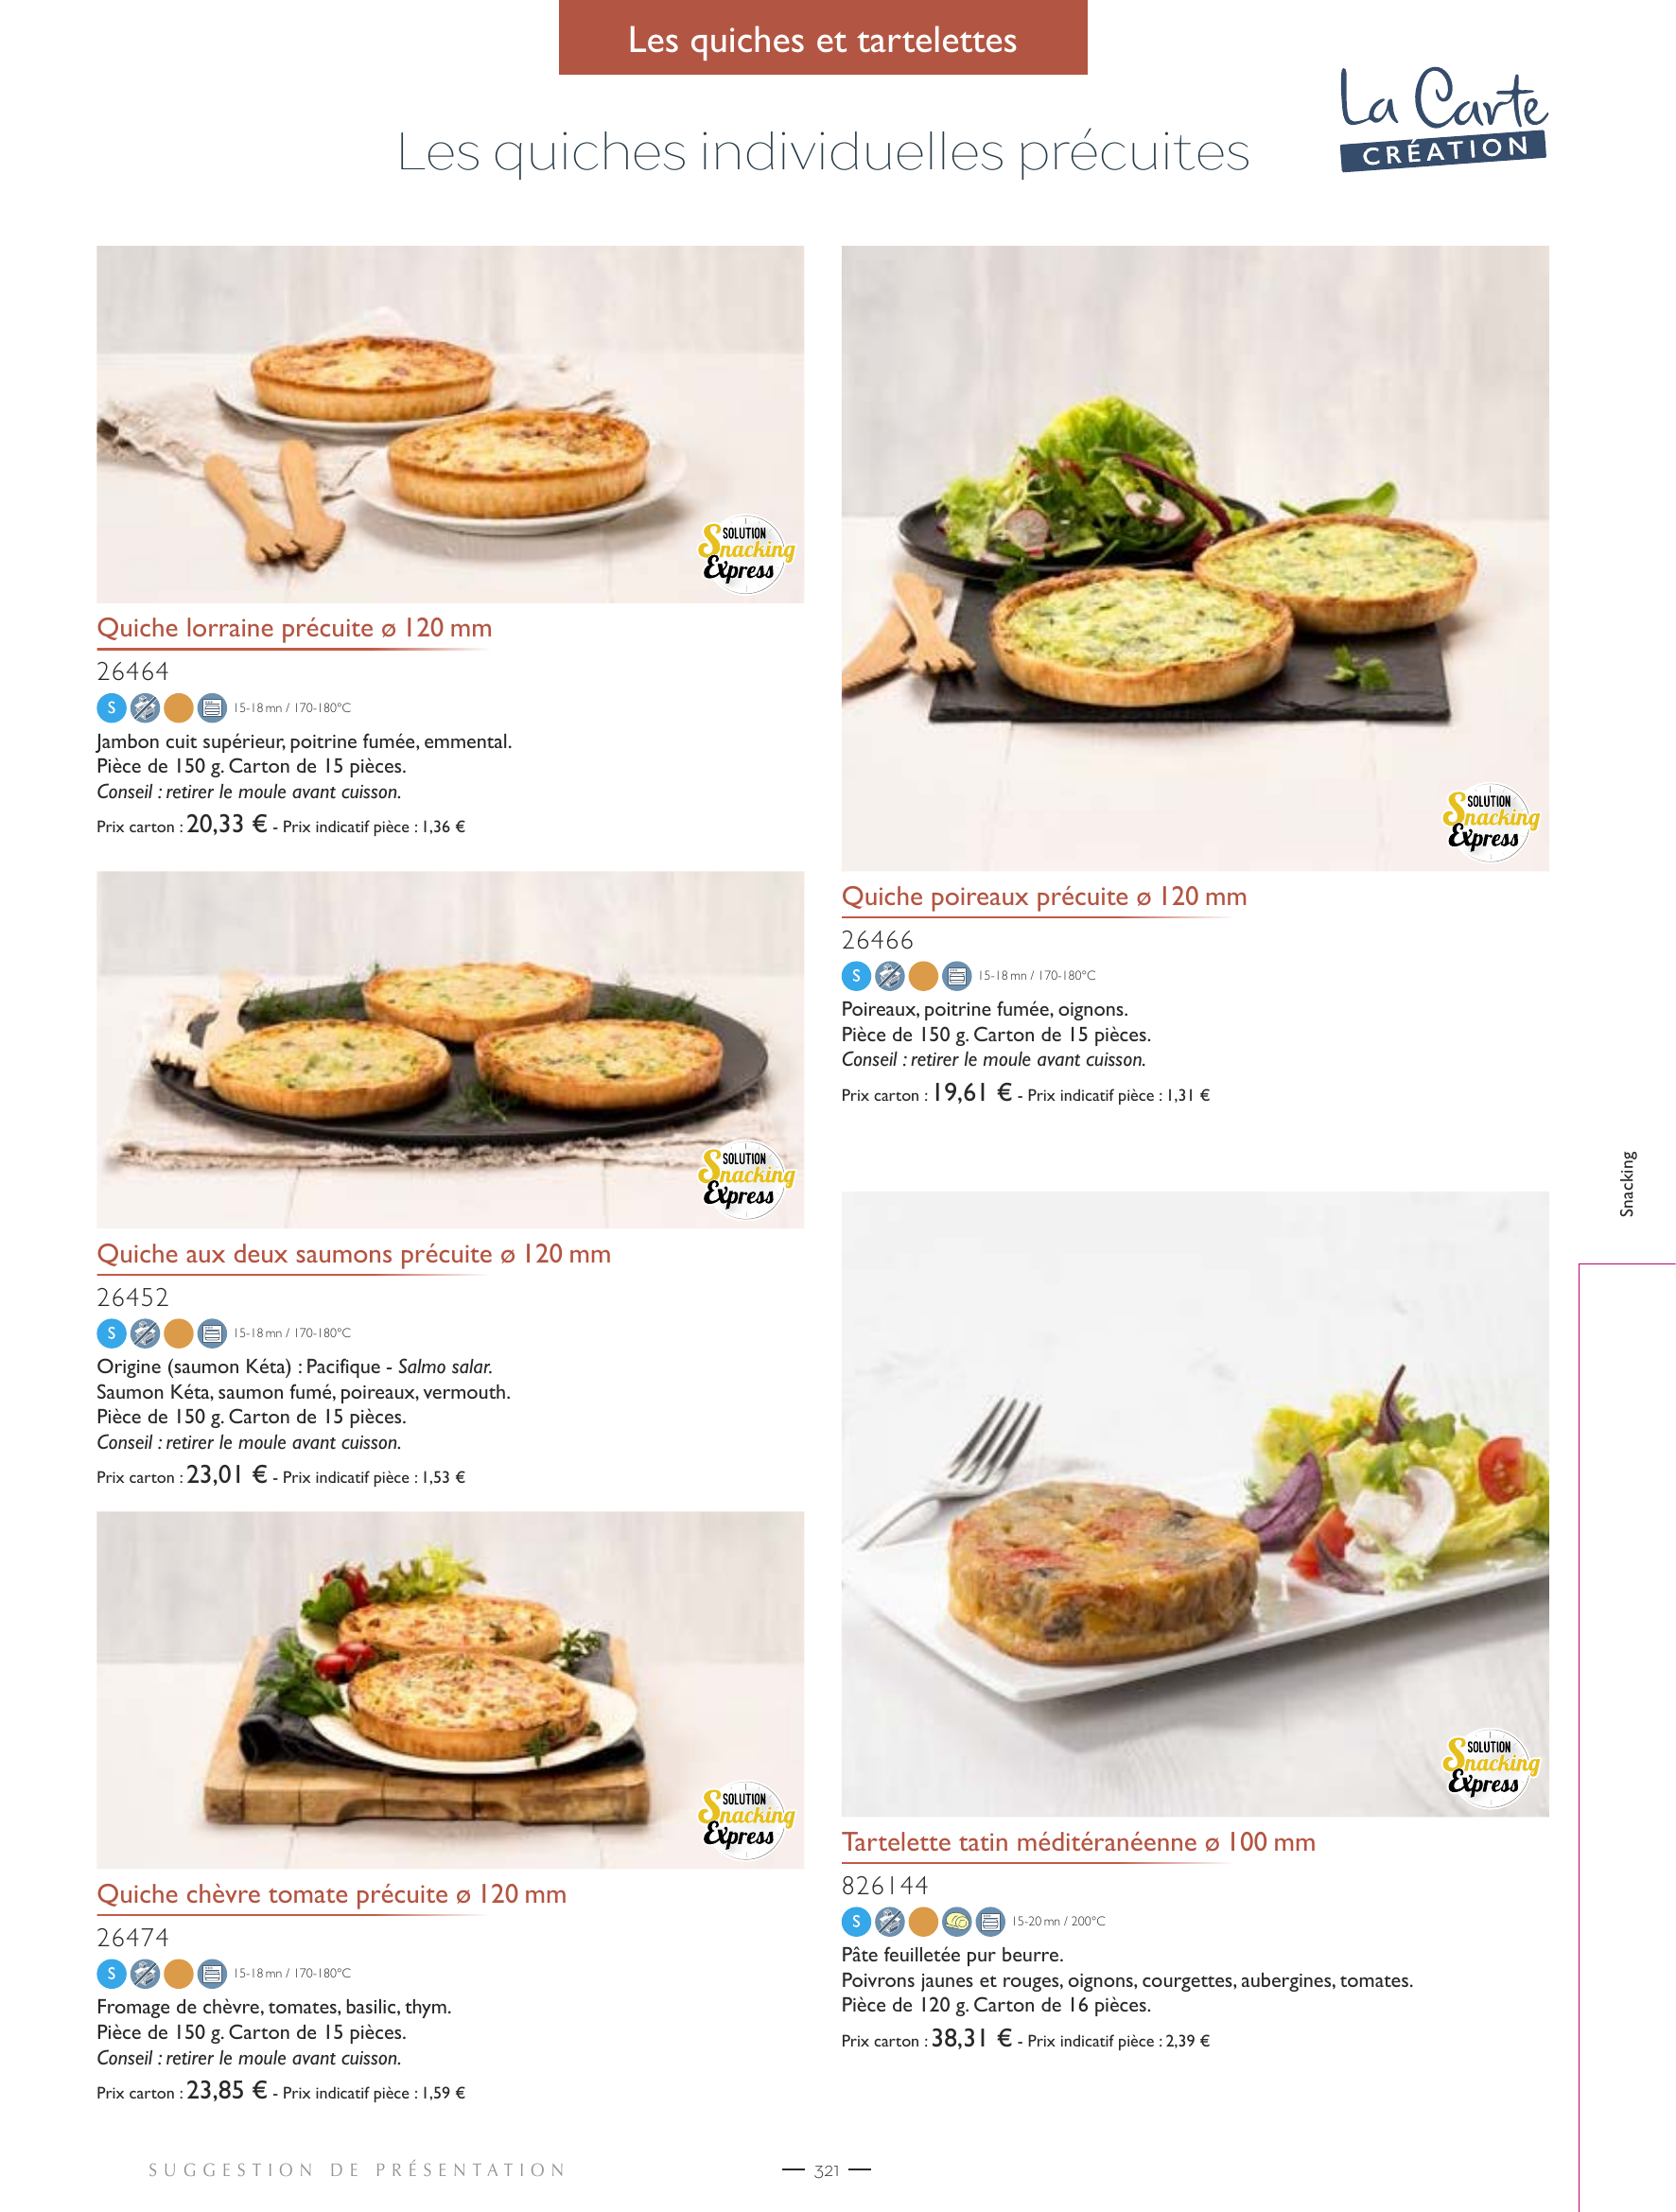 Les quiches et tartelettes
La Carte
CRÉATION
Les quiches individuelles précuites
SOLUTION
Snacking
Express
Quiche lorraine précuite ø 120 mm
26464
S 15-18 mn / 170-180°C
Jambon cuit supérieur, poitrine fumée, emmental.
Pièce de 150 g. Carton de 15 pièces.
Conseil : retirer le moule avant cuisson.
Prix carton : 20,33 € - Prix indicatif pièce : 1,36 €
SOLUTION
Snacking
Express
Quiche aux deux saumons précuite ø 120 mm
26452
S 15-18 mn / 170-180°C
Origine (saumon Kéta) : Pacifique - Salmo salar.
Saumon Kéta, saumon fumé, poireaux, vermouth.
Pièce de 150 g. Carton de 15 pièces.
Conseil : retirer le moule avant cuisson.
Prix carton : 23,01 € - Prix indicatif pièce : 1,53 €
SOLUTION
Snacking
Express
Quiche chèvre tomate précuite ø 120 mm
26474
S 15-18 mn / 170-180°C
Fromage de chèvre, tomates, basilic, thym.
Pièce de 150 g. Carton de 15 pièces.
Conseil : retirer le moule avant cuisson.
Prix carton : 23,85 € - Prix indicatif pièce : 1,59 €
SOLUTION
Snacking
Express
Quiche poireaux précuite ø 120 mm
26466
S 15-18 mn / 170-180°C
Poireaux, poitrine fumée, oignons.
Pièce de 150 g. Carton de 15 pièces.
Conseil : retirer le moule avant cuisson.
Prix carton : 19,61 € - Prix indicatif pièce : 1,31 €
SOLUTION
Snacking
Express
Tartelette tatin méditéranéenne ø 100 mm
826144
S 15-20 mn / 200°C
Pâte feuilletée pur beurre.
Poivrons jaunes et rouges, oignons, courgettes, aubergines, tomates.
Pièce de 120 g. Carton de 16 pièces.
Prix carton : 38,31 € - Prix indicatif pièce : 2,39 €
Snacking
SUGGESTION DE PRÉSENTATION
— 321 —